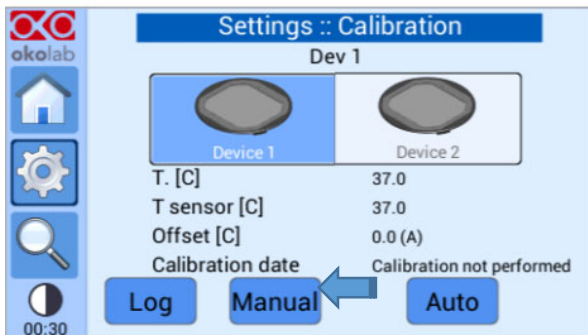 okolab
Settings :: Calibration
Dev 1
Device 1 Device 2
T. [C] 37.0
T sensor [C] 37.0
Offset [C] 0.0 (A)
Calibration date Calibration not performed
Log Manual Auto
00:30